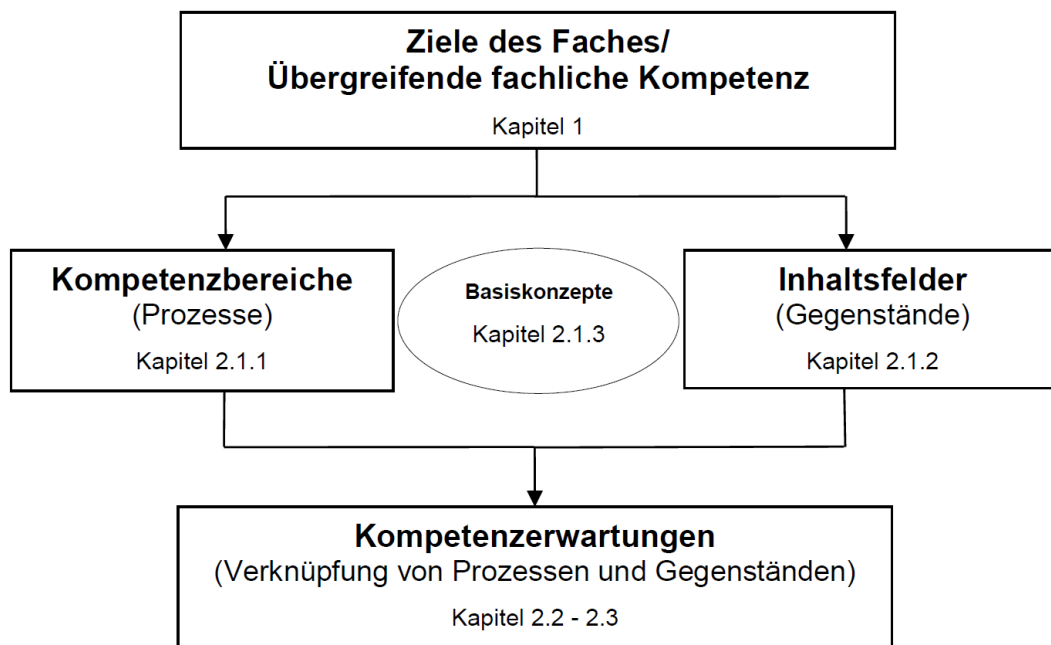 Ziele des Faches/
Übergreifende fachliche Kompetenz
Kapitel 1
Kompetenzbereiche
(Prozesse)
Kapitel 2.1.1
Basiskonzepte
Kapitel 2.1.3
Inhaltsfelder
(Gegenstände)
Kapitel 2.1.2
Kompetenzerwartungen
(Verknüpfung von Prozessen und Gegenständen)
Kapitel 2.2 - 2.3